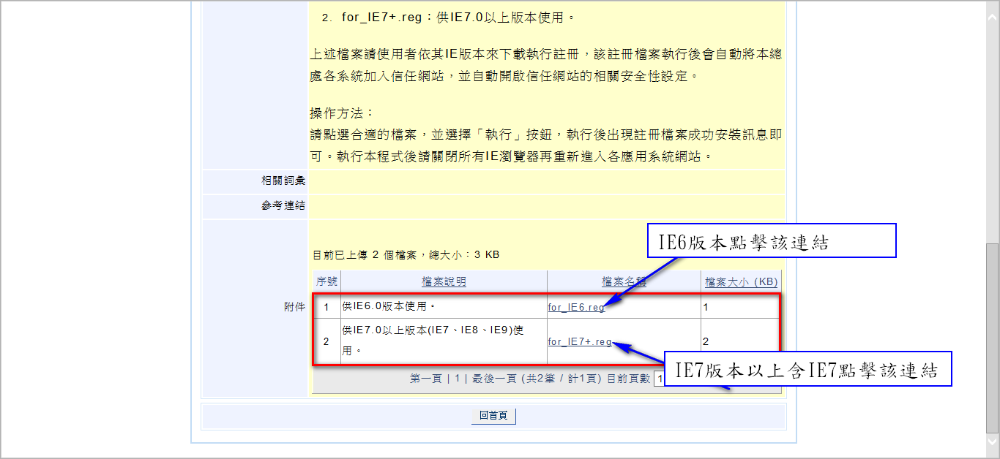 2. for_IE7+.reg：供IE7.0以上版本使用。
上述檔案請使用者依其IE版本來下載執行註冊，該註冊檔案執行後會自動將本總
處各系統加入信任網站，並自動開啟信任網站的相關安全性設定。
操作方法：
請點選合適的檔案，並選擇「執行」按鈕，執行後出現註冊檔案成功安裝訊息即
可。執行本程式後請關閉所有IE瀏覽器再重新進入各應用系統網站。
相關詞彙
參考連結
IE6版本點擊該連結
目前已上傳 2 個檔案，總大小：3 KB
序號 檔案說明 檔案名稱 檔案大小 (KB)
附件
1 供IE6.0版本使用。 for_IE6.reg 1
2 供IE7.0以上版本(IE7、IE8、IE9)使
用。 for_IE7+.reg 2
IE7版本以上含IE7點擊該連結
第一頁 | 1 | 最後一頁 (共2筆 / 計1頁) 目前頁數 1
回首頁